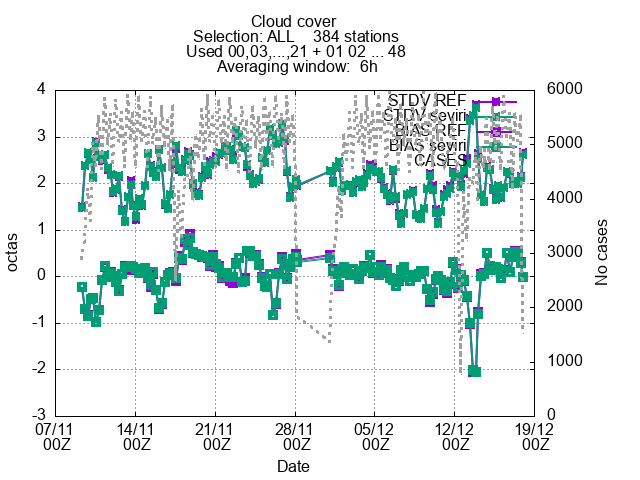 Cloud cover
Selection: ALL    384 stations
Used 00,03,...,21 + 01 02 ... 48
Averaging window:  6h
STDV REF
STDV seviri
BIAS REF
BIAS seviri
CASES
octas
4
3
2
1
0
-1
-2
-3
6000
5000
4000
3000
2000
1000
0
No cases
07/11 14/11 21/11 28/11 05/12 12/12 19/12
00Z 00Z 00Z 00Z 00Z 00Z 00Z
Date